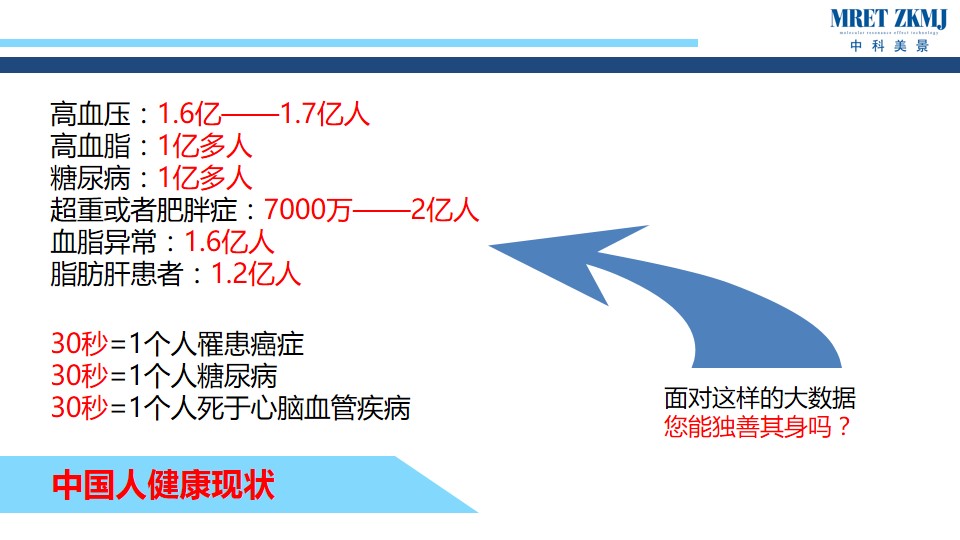 MRET ZKMJ
molecular resonance effect technology
中科美景
高血压：1.6亿——1.7亿人
高血脂：1亿多人
糖尿病：1亿多人
超重或者肥胖症：7000万——2亿人
血脂异常：1.6亿人
脂肪肝患者：1.2亿人
30秒=1个人罹患癌症
30秒=1个人糖尿病
30秒=1个人死于心脑血管疾病
面对这样的大数据
您能独善其身吗？
中国人健康现状